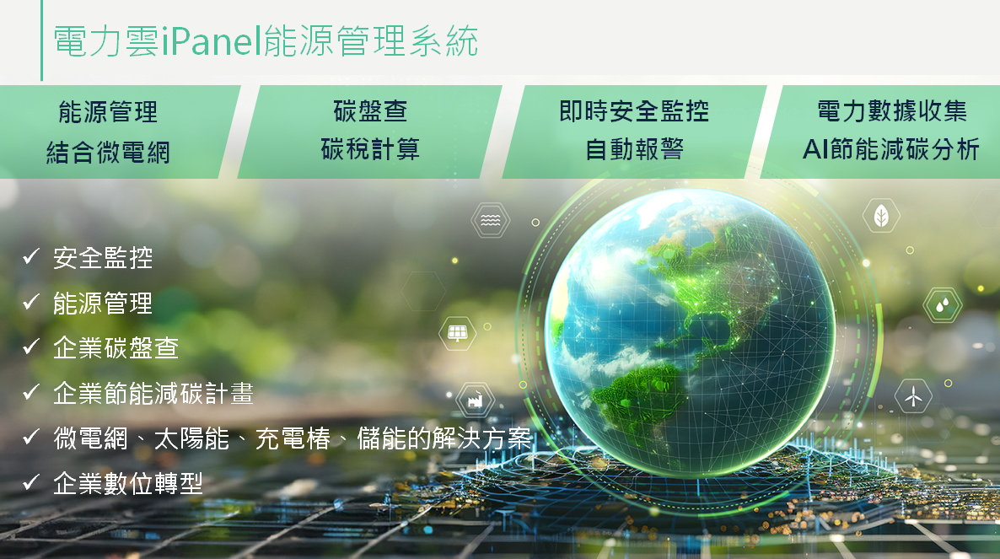 電力雲iPanel能源管理系統
能源管理
結合微電網
碳盤查
碳稅計算
即時安全監控
自動報警
電力數據收集
AI節能減碳分析
✓ 安全監控
✓ 能源管理
✓ 企業碳盤查
✓ 企業節能減碳計畫
✓ 微電網、太陽能、充電樁、儲能的解決方案
✓ 企業數位轉型